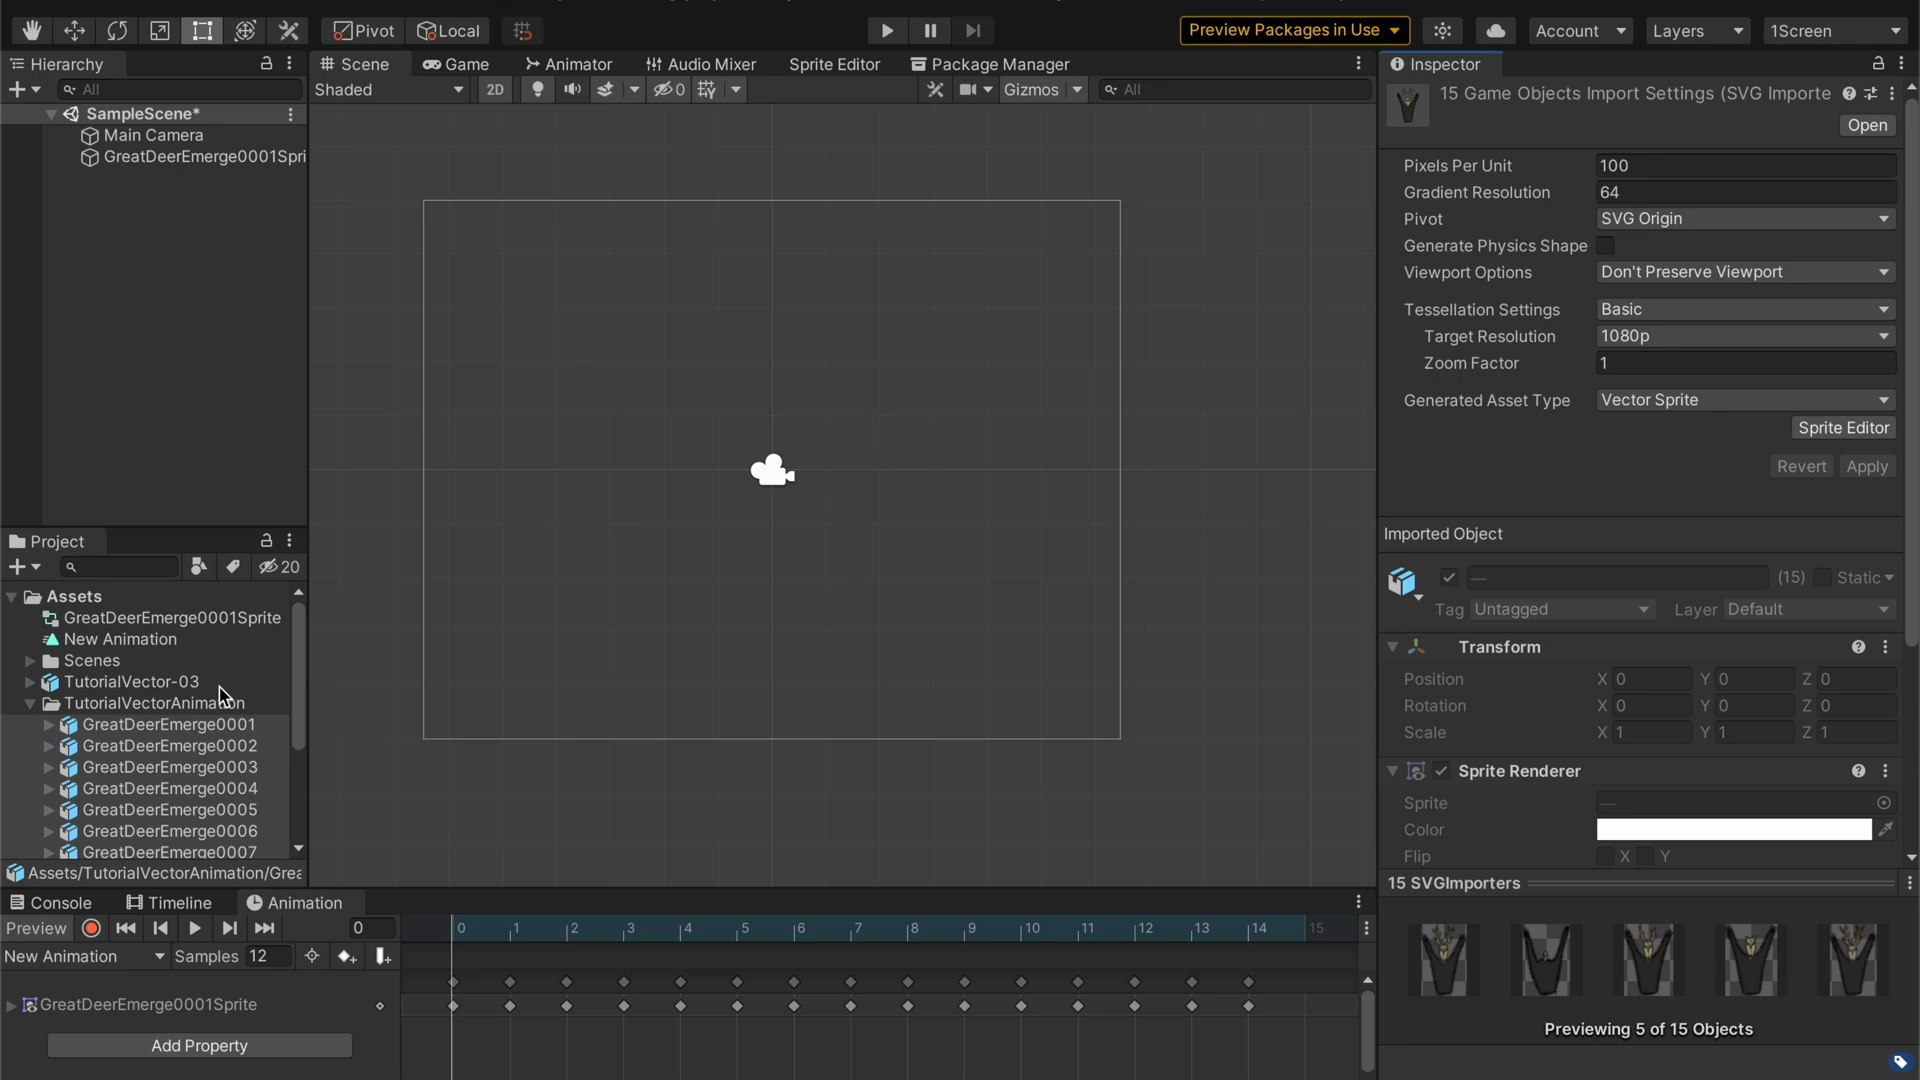 Pivot
Local
Preview Packages in Use
Account
Layers
1Screen
Hierarchy
All
SampleScene*
Main Camera
GreatDeerEmerge0001Spri
Scene
Game
Animator
Audio Mixer
Sprite Editor
Package Manager
Shaded
2D
0
Gizmos
All
Inspector
15 Game Objects Import Settings (SVG Importe
Open
Pixels Per Unit 100
Gradient Resolution 64
Pivot SVG Origin
Generate Physics Shape
Viewport Options Don't Preserve Viewport
Tessellation Settings Basic
Target Resolution 1080p
Zoom Factor 1
Generated Asset Type Vector Sprite
Sprite Editor
Revert Apply
Imported Object
— (15) Static
Tag Untagged Layer Default
Transform
Position X 0 Y 0 Z 0
Rotation X 0 Y 0 Z 0
Scale X 1 Y 1 Z 1
Sprite Renderer
Sprite —
Color
Flip X Y
15 SVGImporters
Previewing 5 of 15 Objects
Project
20
Assets
GreatDeerEmerge0001Sprite
New Animation
Scenes
TutorialVector-03
TutorialVectorAnimation
GreatDeerEmerge0001
GreatDeerEmerge0002
GreatDeerEmerge0003
GreatDeerEmerge0004
GreatDeerEmerge0005
GreatDeerEmerge0006
GreatDeerEmerge0007
Assets/TutorialVectorAnimation/Grea
Console
Timeline
Animation
Preview 0
0 1 2 3 4 5 6 7 8 9 10 11 12 13 14 15
New Animation Samples 12
GreatDeerEmerge0001Sprite
Add Property